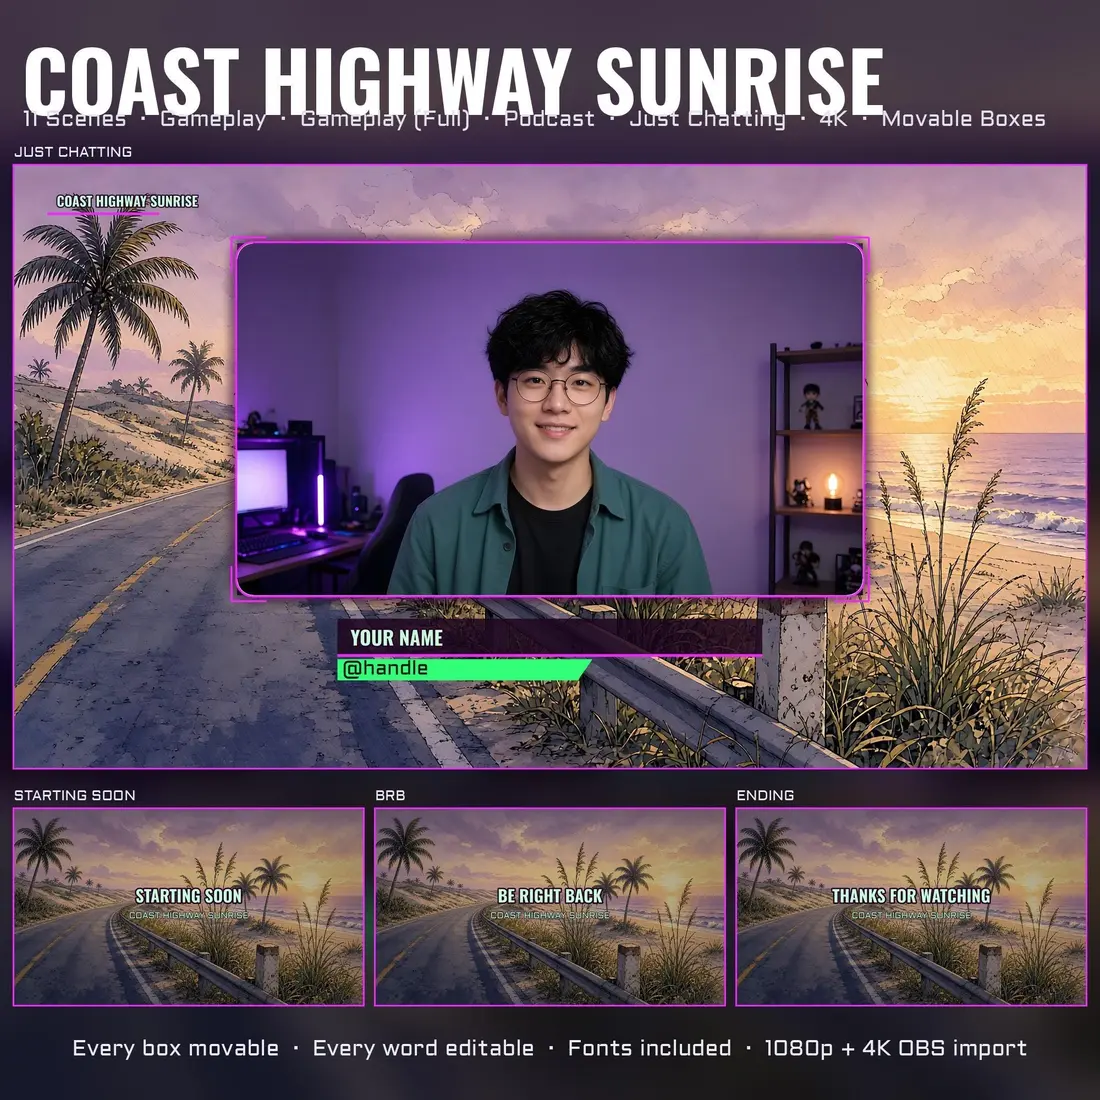 COAST HIGHWAY SUNRISE
11 Scenes · Gameplay · Gameplay (Full) · Podcast · Just Chatting · 4K · Movable Boxes
JUST CHATTING
COAST HIGHWAY SUNRISE
YOUR NAME
@handle
STARTING SOON
BRB
ENDING
STARTING SOON
COAST HIGHWAY SUNRISE
BE RIGHT BACK
COAST HIGHWAY SUNRISE
THANKS FOR WATCHING
COAST HIGHWAY SUNRISE
Every box movable · Every word editable · Fonts included · 1080p + 4K OBS import